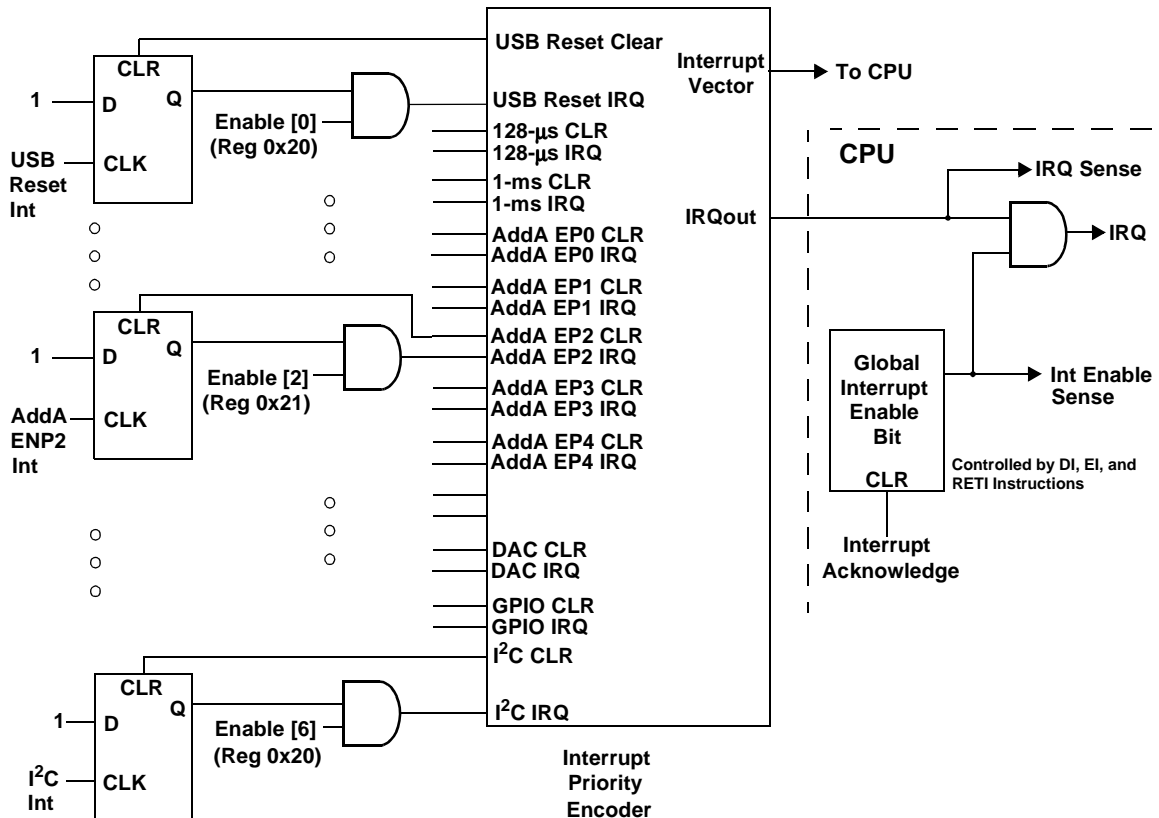 CLR
D
Q
CLK
1
USB
Reset
Int
Enable [0]
(Reg 0x20)
USB Reset Clear
USB Reset IRQ
128-μs CLR
128-μs IRQ
1-ms CLR
1-ms IRQ
AddA EP0 CLR
AddA EP0 IRQ
AddA EP1 CLR
AddA EP1 IRQ
AddA EP2 CLR
AddA EP2 IRQ
AddA EP3 CLR
AddA EP3 IRQ
AddA EP4 CLR
AddA EP4 IRQ
DAC CLR
DAC IRQ
GPIO CLR
GPIO IRQ
I²C CLR
I²C IRQ
Interrupt
Vector
To CPU
IRQout
CPU
IRQ Sense
IRQ
Global
Interrupt
Enable
Bit
CLR
Int Enable
Sense
Controlled by DI, EI, and
RETI Instructions
Interrupt
Acknowledge
CLR
D
Q
CLK
1
AddA
ENP2
Int
Enable [2]
(Reg 0x21)
CLR
D
Q
CLK
1
I²C
Int
Enable [6]
(Reg 0x20)
Interrupt
Priority
Encoder